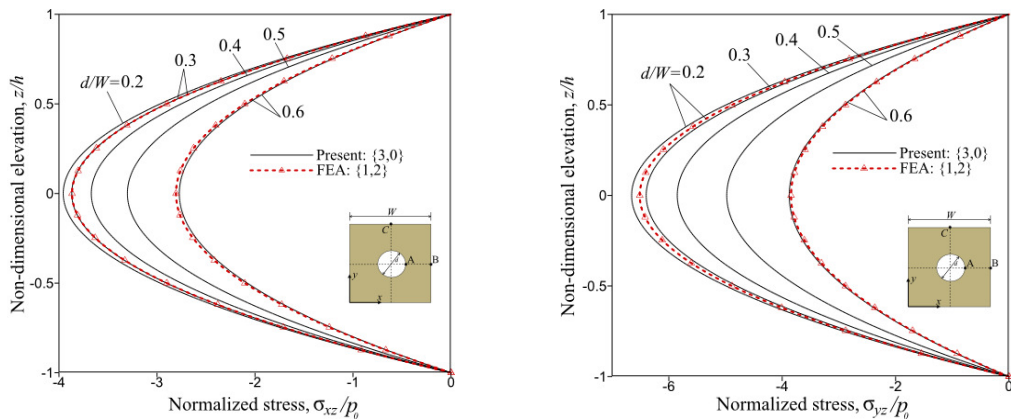 1
0.5
0
-0.5
-1
Non-dimensional elevation, z/h
0.3
0.4
0.5
d/W=0.2
0.6
Present: {3,0}
FEA: {1,2}
W
C
d
A
B
y
x
-4
-3
-2
-1
0
Normalized stress, σxz/p0
1
0.5
0
-0.5
-1
Non-dimensional elevation, z/h
0.5
0.4
0.3
d/W=0.2
0.6
Present: {3,0}
FEA: {1,2}
W
C
d
A
B
y
x
-6
-4
-2
0
Normalized stress, σyz/p0